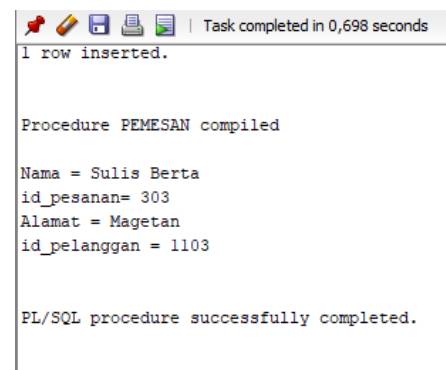 Task completed in 0,698 seconds
1 row inserted.
Procedure PEMESAN compiled
Nama = Sulis Berta
id_pesanan= 303
Alamat = Magetan
id_pelanggan = 1103
PL/SQL procedure successfully completed.